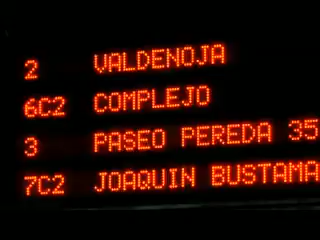 2 VALDENOJA
6C2 COMPLEJO
3 PASEO PEREDA 35
7C2 JOAQUIN BUSTAMA